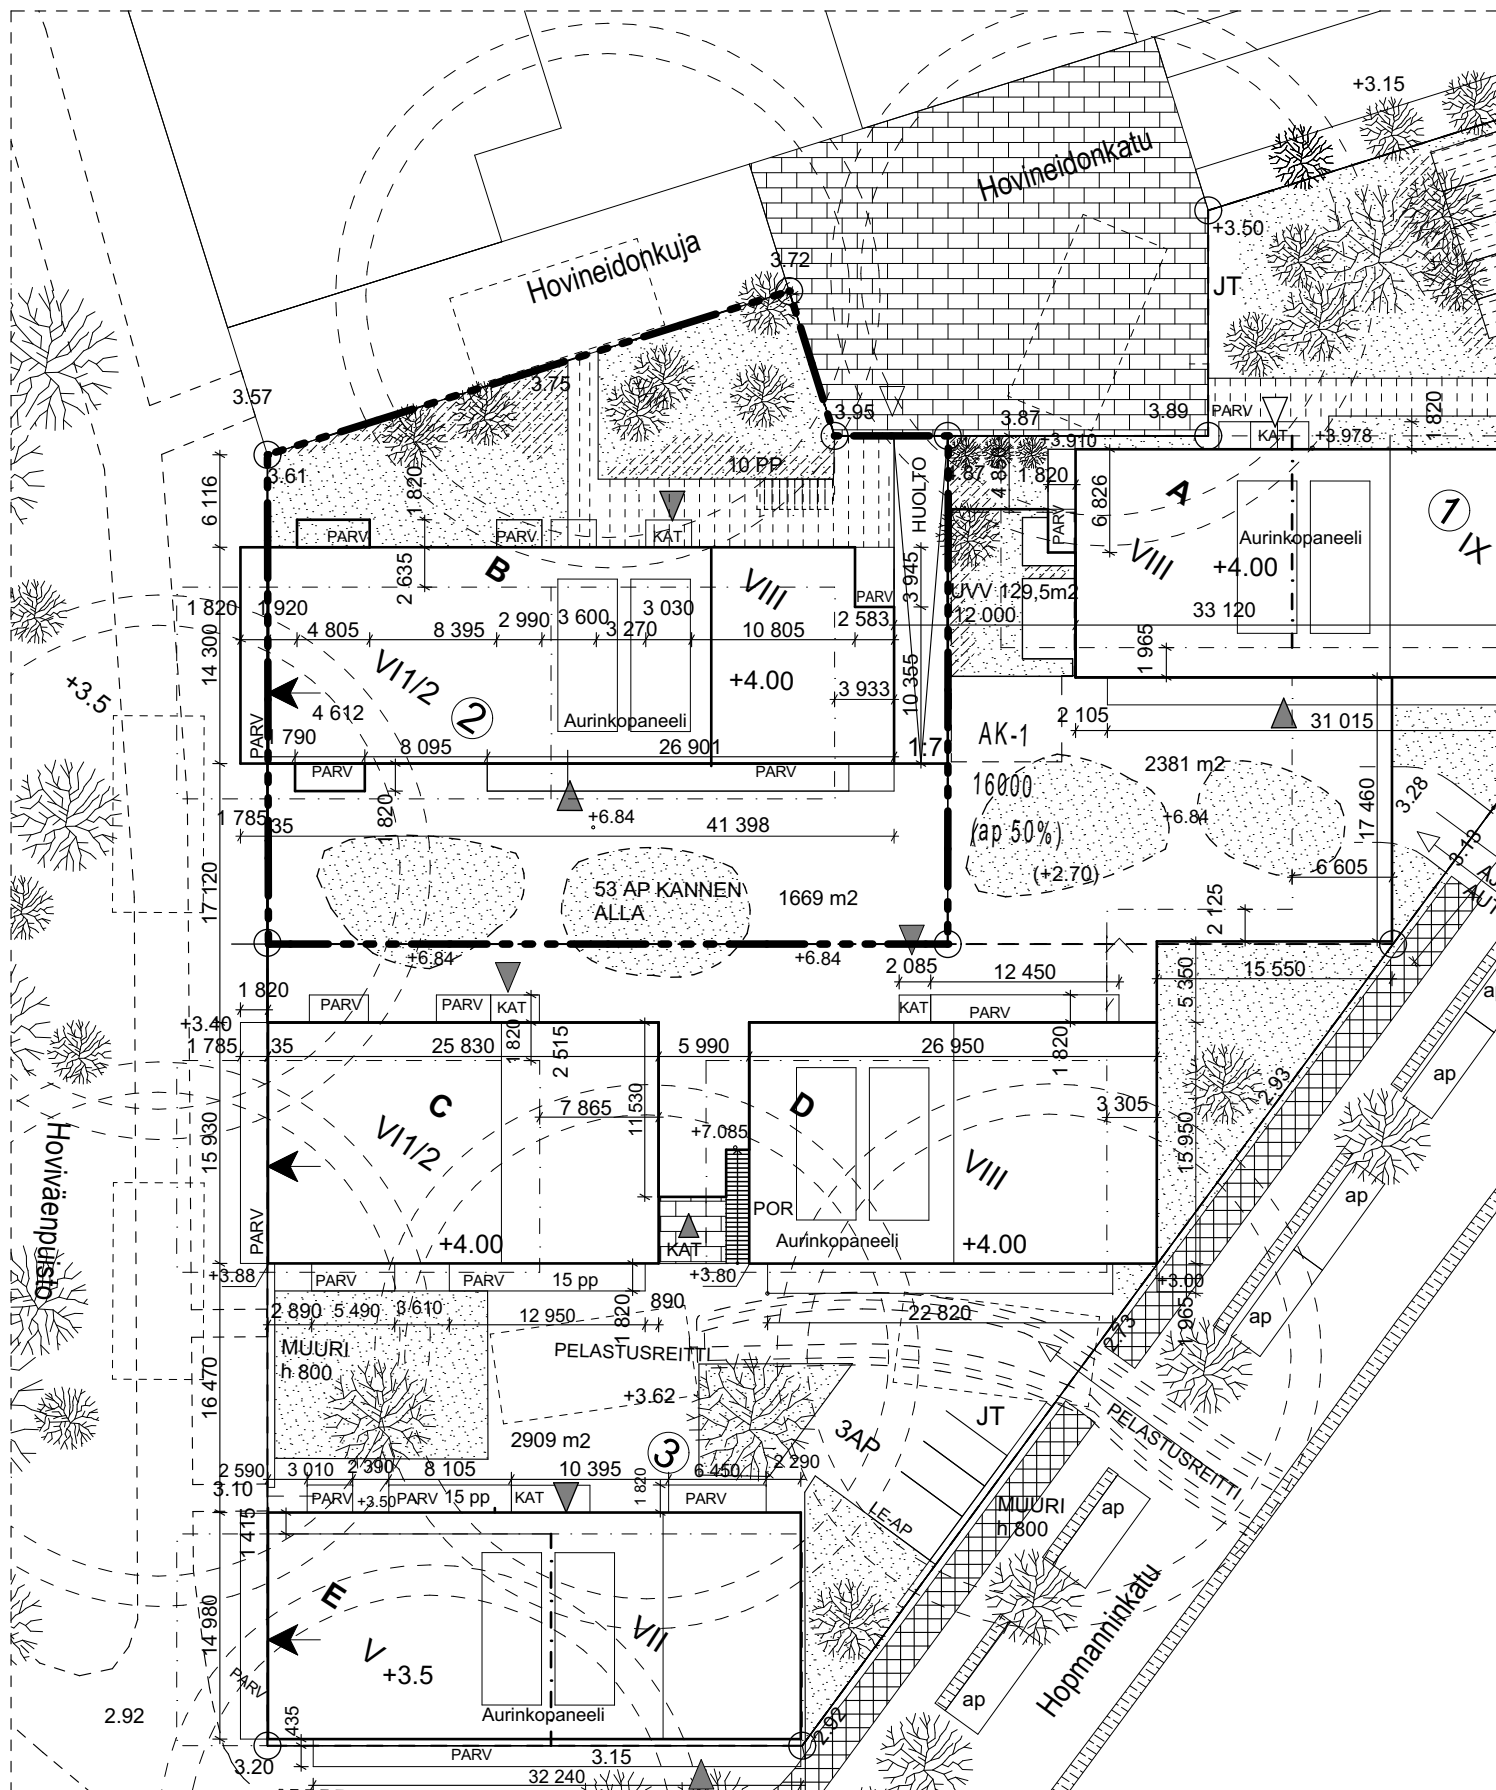 +3.15
Hovineidonkatu
+3.50
Hovineidonkuja
3.72
JT
3.57
3.75
3.95
3.87
3.89
PARV
1 820
KAT
+3.910
+3.978
3.61
10 PP
HUOLTO
4 850
1 820
6 826
A
1
IX
6 116
1 820
PARV
PARV
KAT
PARV
Aurinkopaneeli
VIII
+4.00
B
2 635
VIII
3 945
PARV
UVV 129,5m2
1 820
1 920
4 805
8 395
2 990
3 600
3 270
3 030
10 805
2 583
12 000
33 120
14 300
VI1/2
2
+4.00
3 933
10 355
1 965
+3.5
PARV
4 612
1 790
8 095
Aurinkopaneeli
26 901
1:7
AK-1
2 105
31 015
PARV
PARV
16000
2381 m2
3.28
1 785
35
1 820
+6.84
41 398
(ap 50%)
+6.84
17 460
3.13
(+2.70)
6 605
17 120
53 AP KANNEN
ALLA
1669 m2
2 125
+6.84
+6.84
2 085
12 450
5 350
15 550
1 820
PARV
PARV
KAT
KAT
PARV
+3.40
1 785
35
25 830
1 820
2 515
5 990
26 950
1 820
2.93
ap
C
7 865
11 530
D
3 305
VI1/2
+7.085
15 930
15 950
VIII
ap
Hoviväenpuisto
PARV
POR
KAT
Aurinkopaneeli
+4.00
+4.00
+3.88
PARV
PARV
15 pp
+3.80
+3.00
2 890
5 490
3 610
12 950
1 820
890
22 820
1 965
2.73
ap
MUURI
h 800
PELASTUSREITTI
16 470
+3.62
JT
3AP
PELASTUSREITTI
2909 m2
3
2 590
3 010
2 390
8 105
10 395
6 450
2 290
3.10
PARV
+3.50
PARV
15 pp
KAT
1 820
PARV
LE-AP
MUURI
h 800
ap
1 415
E
14 980
V
+3.5
VII
Hopmanninkatu
PARV
Aurinkopaneeli
ap
2.92
435
2.92
3.20
PARV
3.15
32 240